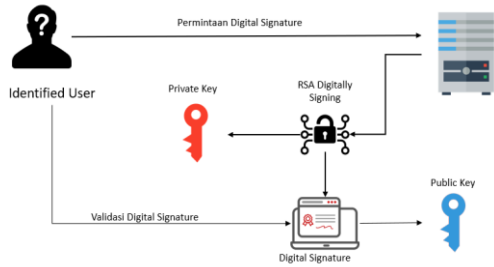 Permintaan Digital Signature
?
Identified User
Private Key
RSA Digitally
Signing
Public Key
Validasi Digital Signature
Digital Signature